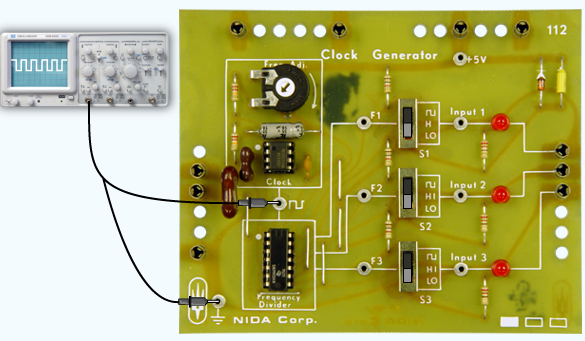 112
Clock Generator
Freq Adj.
+5V
F1
HI
LO
S1
Input 1
Clock
F2
HI
LO
S2
Input 2
F3
HI
LO
S3
Input 3
Frequency
Divider
NIDA Corp.